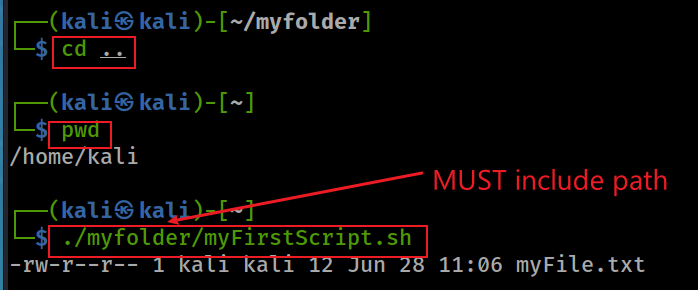 ┌──(kali㉿kali)-[~/myfolder]
└─$ cd ..
┌──(kali㉿kali)-[~]
└─$ pwd
/home/kali
MUST include path
┌──(kali㉿kali)-[~]
└─$ ./myfolder/myFirstScript.sh
-rw-r--r-- 1 kali kali 12 Jun 28 11:06 myFile.txt